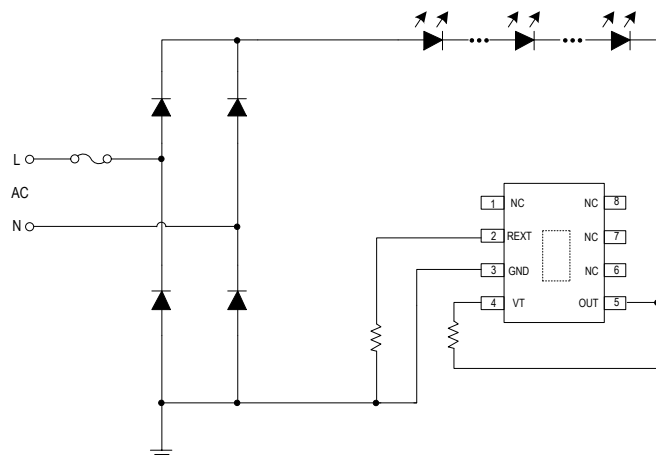 L
AC
N
1 NC NC 8
2 REXT NC 7
3 GND NC 6
4 VT OUT 5